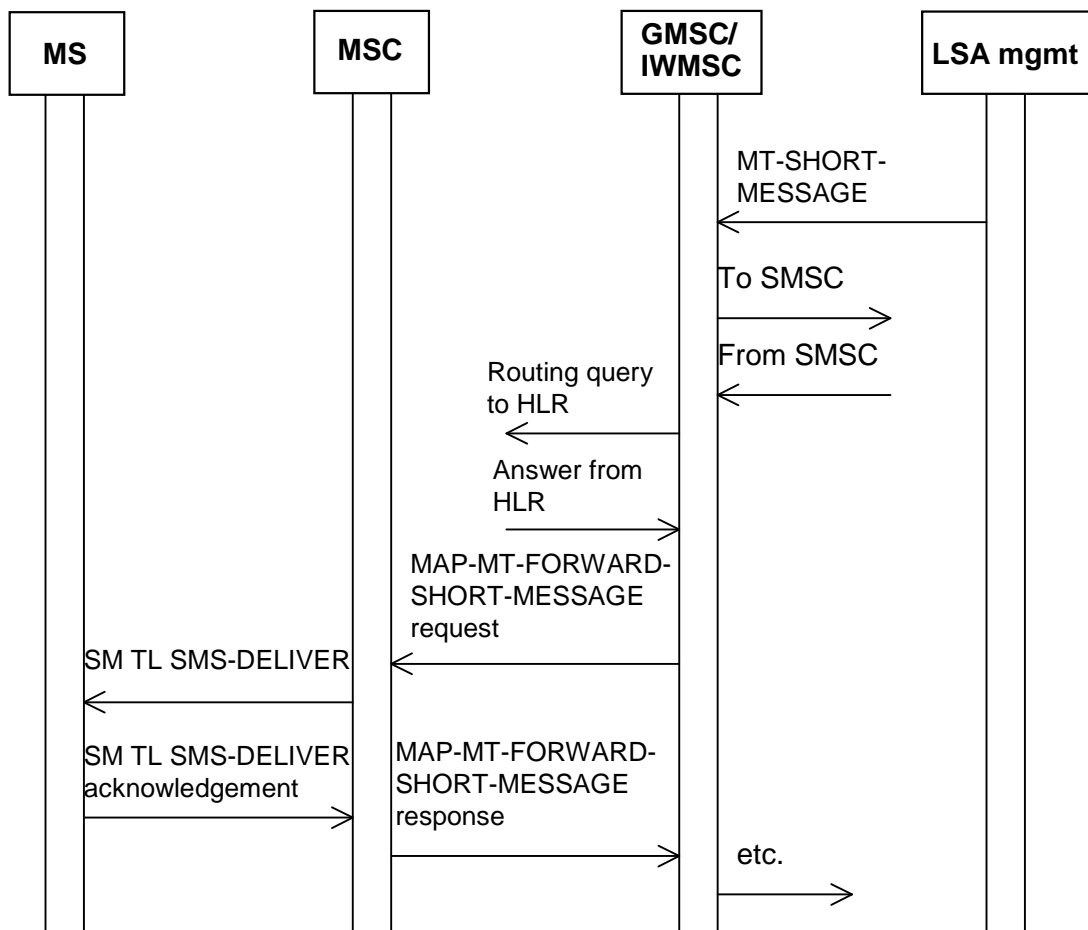 MS
MSC
GMSC/
IWMSC
LSA mgmt
MT-SHORT-
MESSAGE
To SMSC
From SMSC
Routing query
to HLR
Answer from
HLR
MAP-MT-FORWARD-
SHORT-MESSAGE
request
SM TL SMS-DELIVER
SM TL SMS-DELIVER
acknowledgement
MAP-MT-FORWARD-
SHORT-MESSAGE
response
etc.